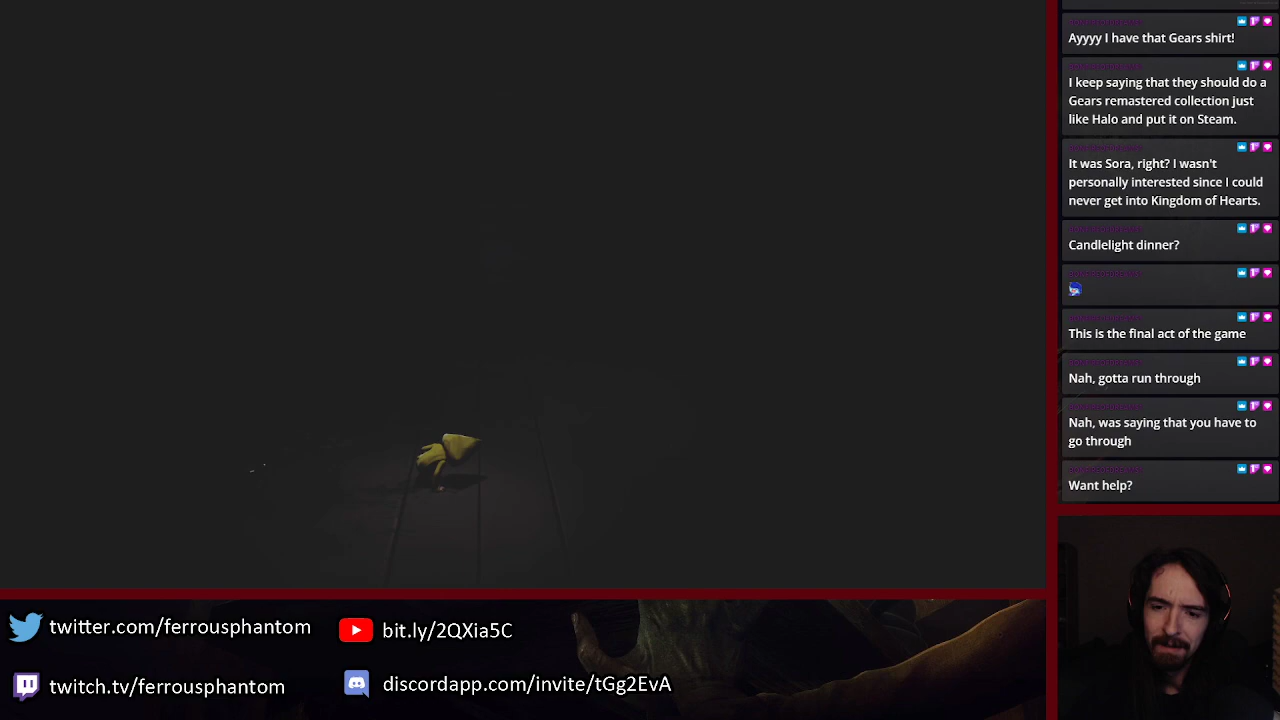 Ayyyy I have that Gears shirt!
I keep saying that they should do a
Gears remastered collection just
like Halo and put it on Steam.
It was Sora, right? I wasn't
personally interested since I could
never get into Kingdom of Hearts.
Candlelight dinner?
This is the final act of the game
Nah, gotta run through
Nah, was saying that you have to
go through
Want help?
twitter.com/ferrousphantom
bit.ly/2QXia5C
twitch.tv/ferrousphantom
discordapp.com/invite/tGg2EvA